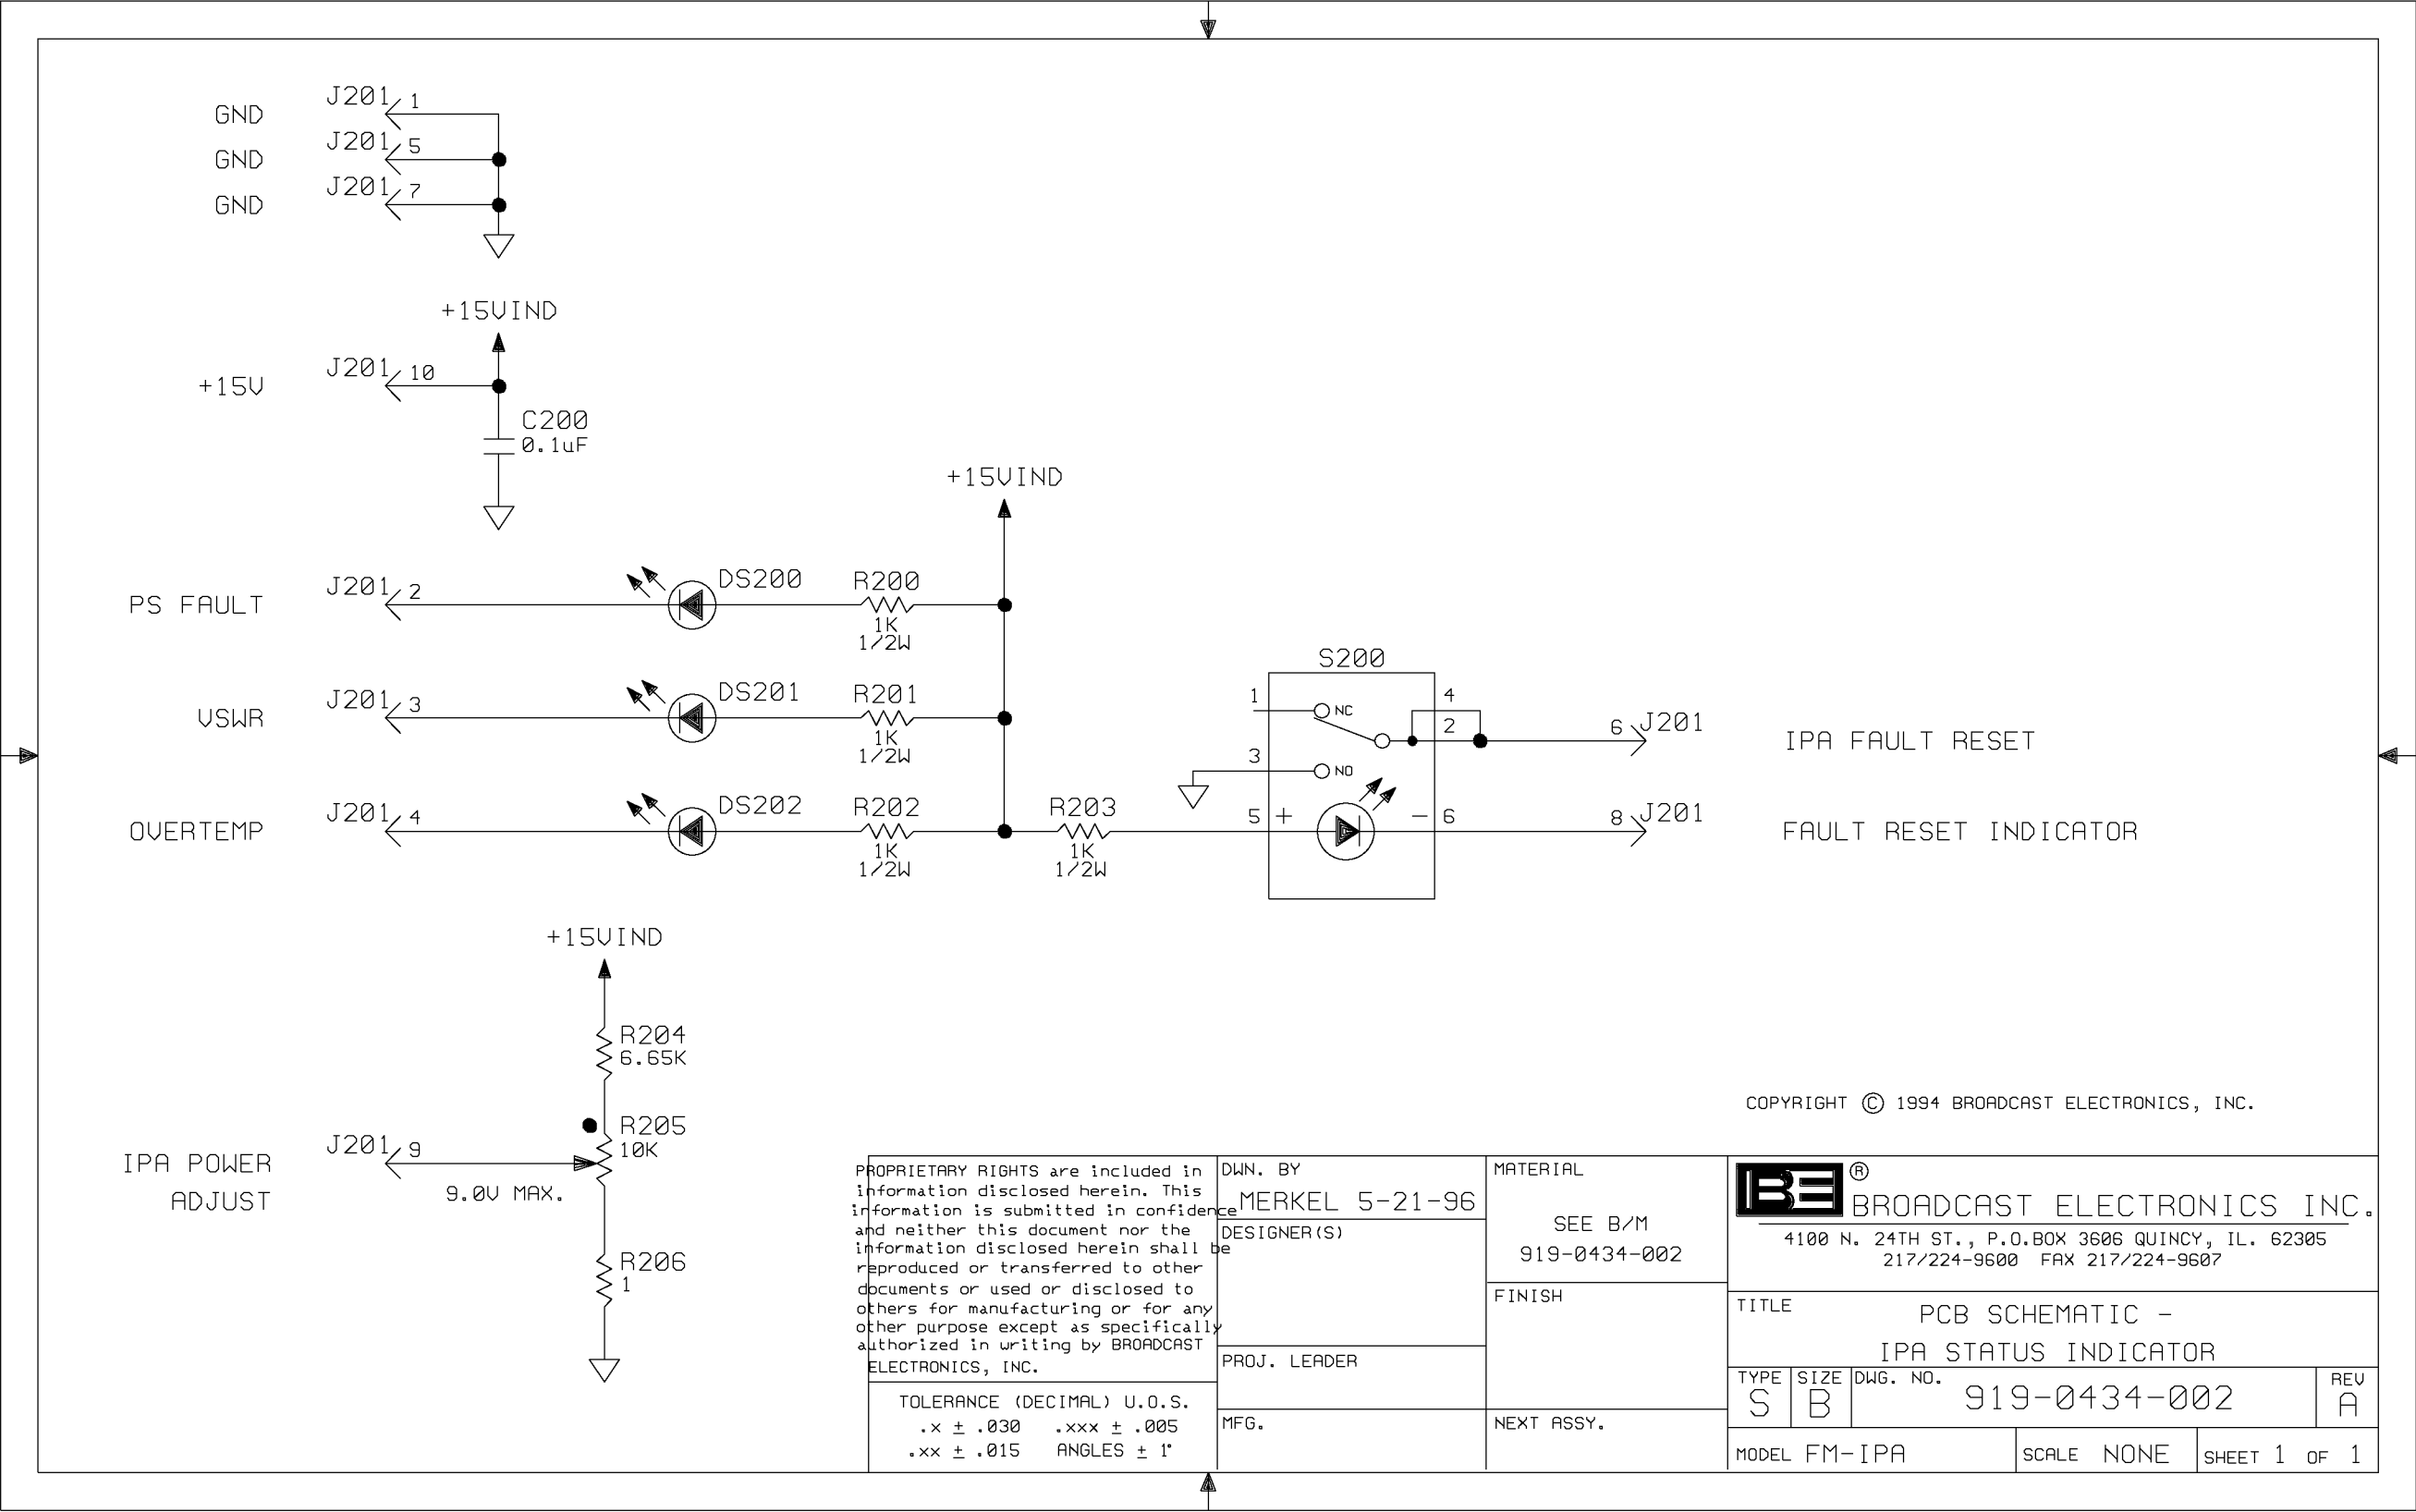 J201 1
GND
J201 5
GND
J201 7
GND
+15VIND
J201 10
+15V
C200
0.1uF
+15VIND
PS FAULT
J201 2
DS200
R200
1K
1/2W
VSWR
J201 3
DS201
R201
1K
1/2W
OVERTEMP
J201 4
DS202
R202
1K
1/2W
R203
1K
1/2W
S200
1
NC
4
2
3
NO
5 +
- 6
6 J201
IPA FAULT RESET
8 J201
FAULT RESET INDICATOR
+15VIND
R204
6.65K
R205
10K
J201 9
IPA POWER
ADJUST
9.0V MAX.
R206
1
COPYRIGHT © 1994 BROADCAST ELECTRONICS, INC.
PROPRIETARY RIGHTS are included in
information disclosed herein. This
information is submitted in confidence
and neither this document nor the
information disclosed herein shall be
reproduced or transferred to other
documents or used or disclosed to
others for manufacturing or for any
other purpose except as specifically
authorized in writing by BROADCAST
ELECTRONICS, INC.
TOLERANCE (DECIMAL) U.O.S.
.x ± .030 .xxx ± .005
.xx ± .015 ANGLES ± 1°
DWN. BY
MERKEL 5-21-96
DESIGNER(S)
PROJ. LEADER
MFG.
MATERIAL
SEE B/M
919-0434-002
FINISH
NEXT ASSY.
BE ®
BROADCAST ELECTRONICS INC.
4100 N. 24TH ST., P.O.BOX 3606 QUINCY, IL. 62305
217/224-9600 FAX 217/224-9607
TITLE
PCB SCHEMATIC -
IPA STATUS INDICATOR
TYPE
S
SIZE
B
DWG. NO.
919-0434-002
REV
A
MODEL FM-IPA
SCALE NONE
SHEET 1 OF 1